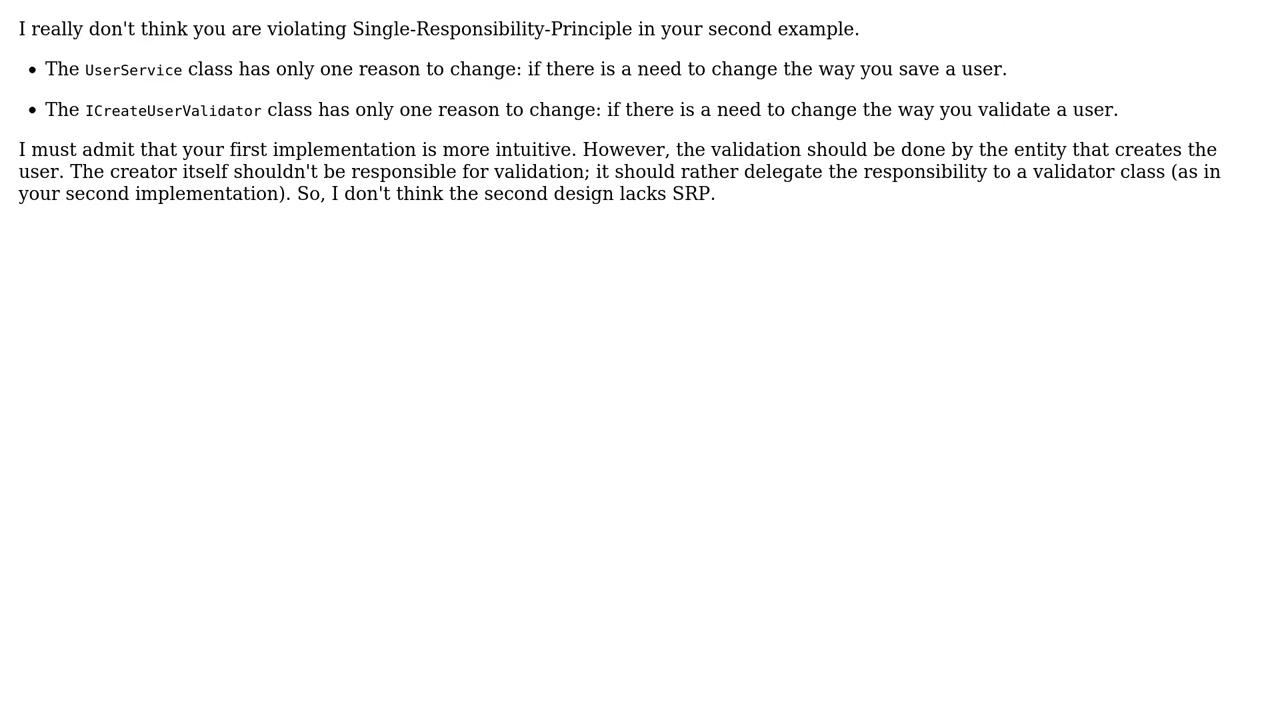 I really don't think you are violating Single-Responsibility-Principle in your second example.
• The UserService class has only one reason to change: if there is a need to change the way you save a user.
• The ICreateUserValidator class has only one reason to change: if there is a need to change the way you validate a user.
I must admit that your first implementation is more intuitive. However, the validation should be done by the entity that creates the
user. The creator itself shouldn't be responsible for validation; it should rather delegate the responsibility to a validator class (as in
your second implementation). So, I don't think the second design lacks SRP.